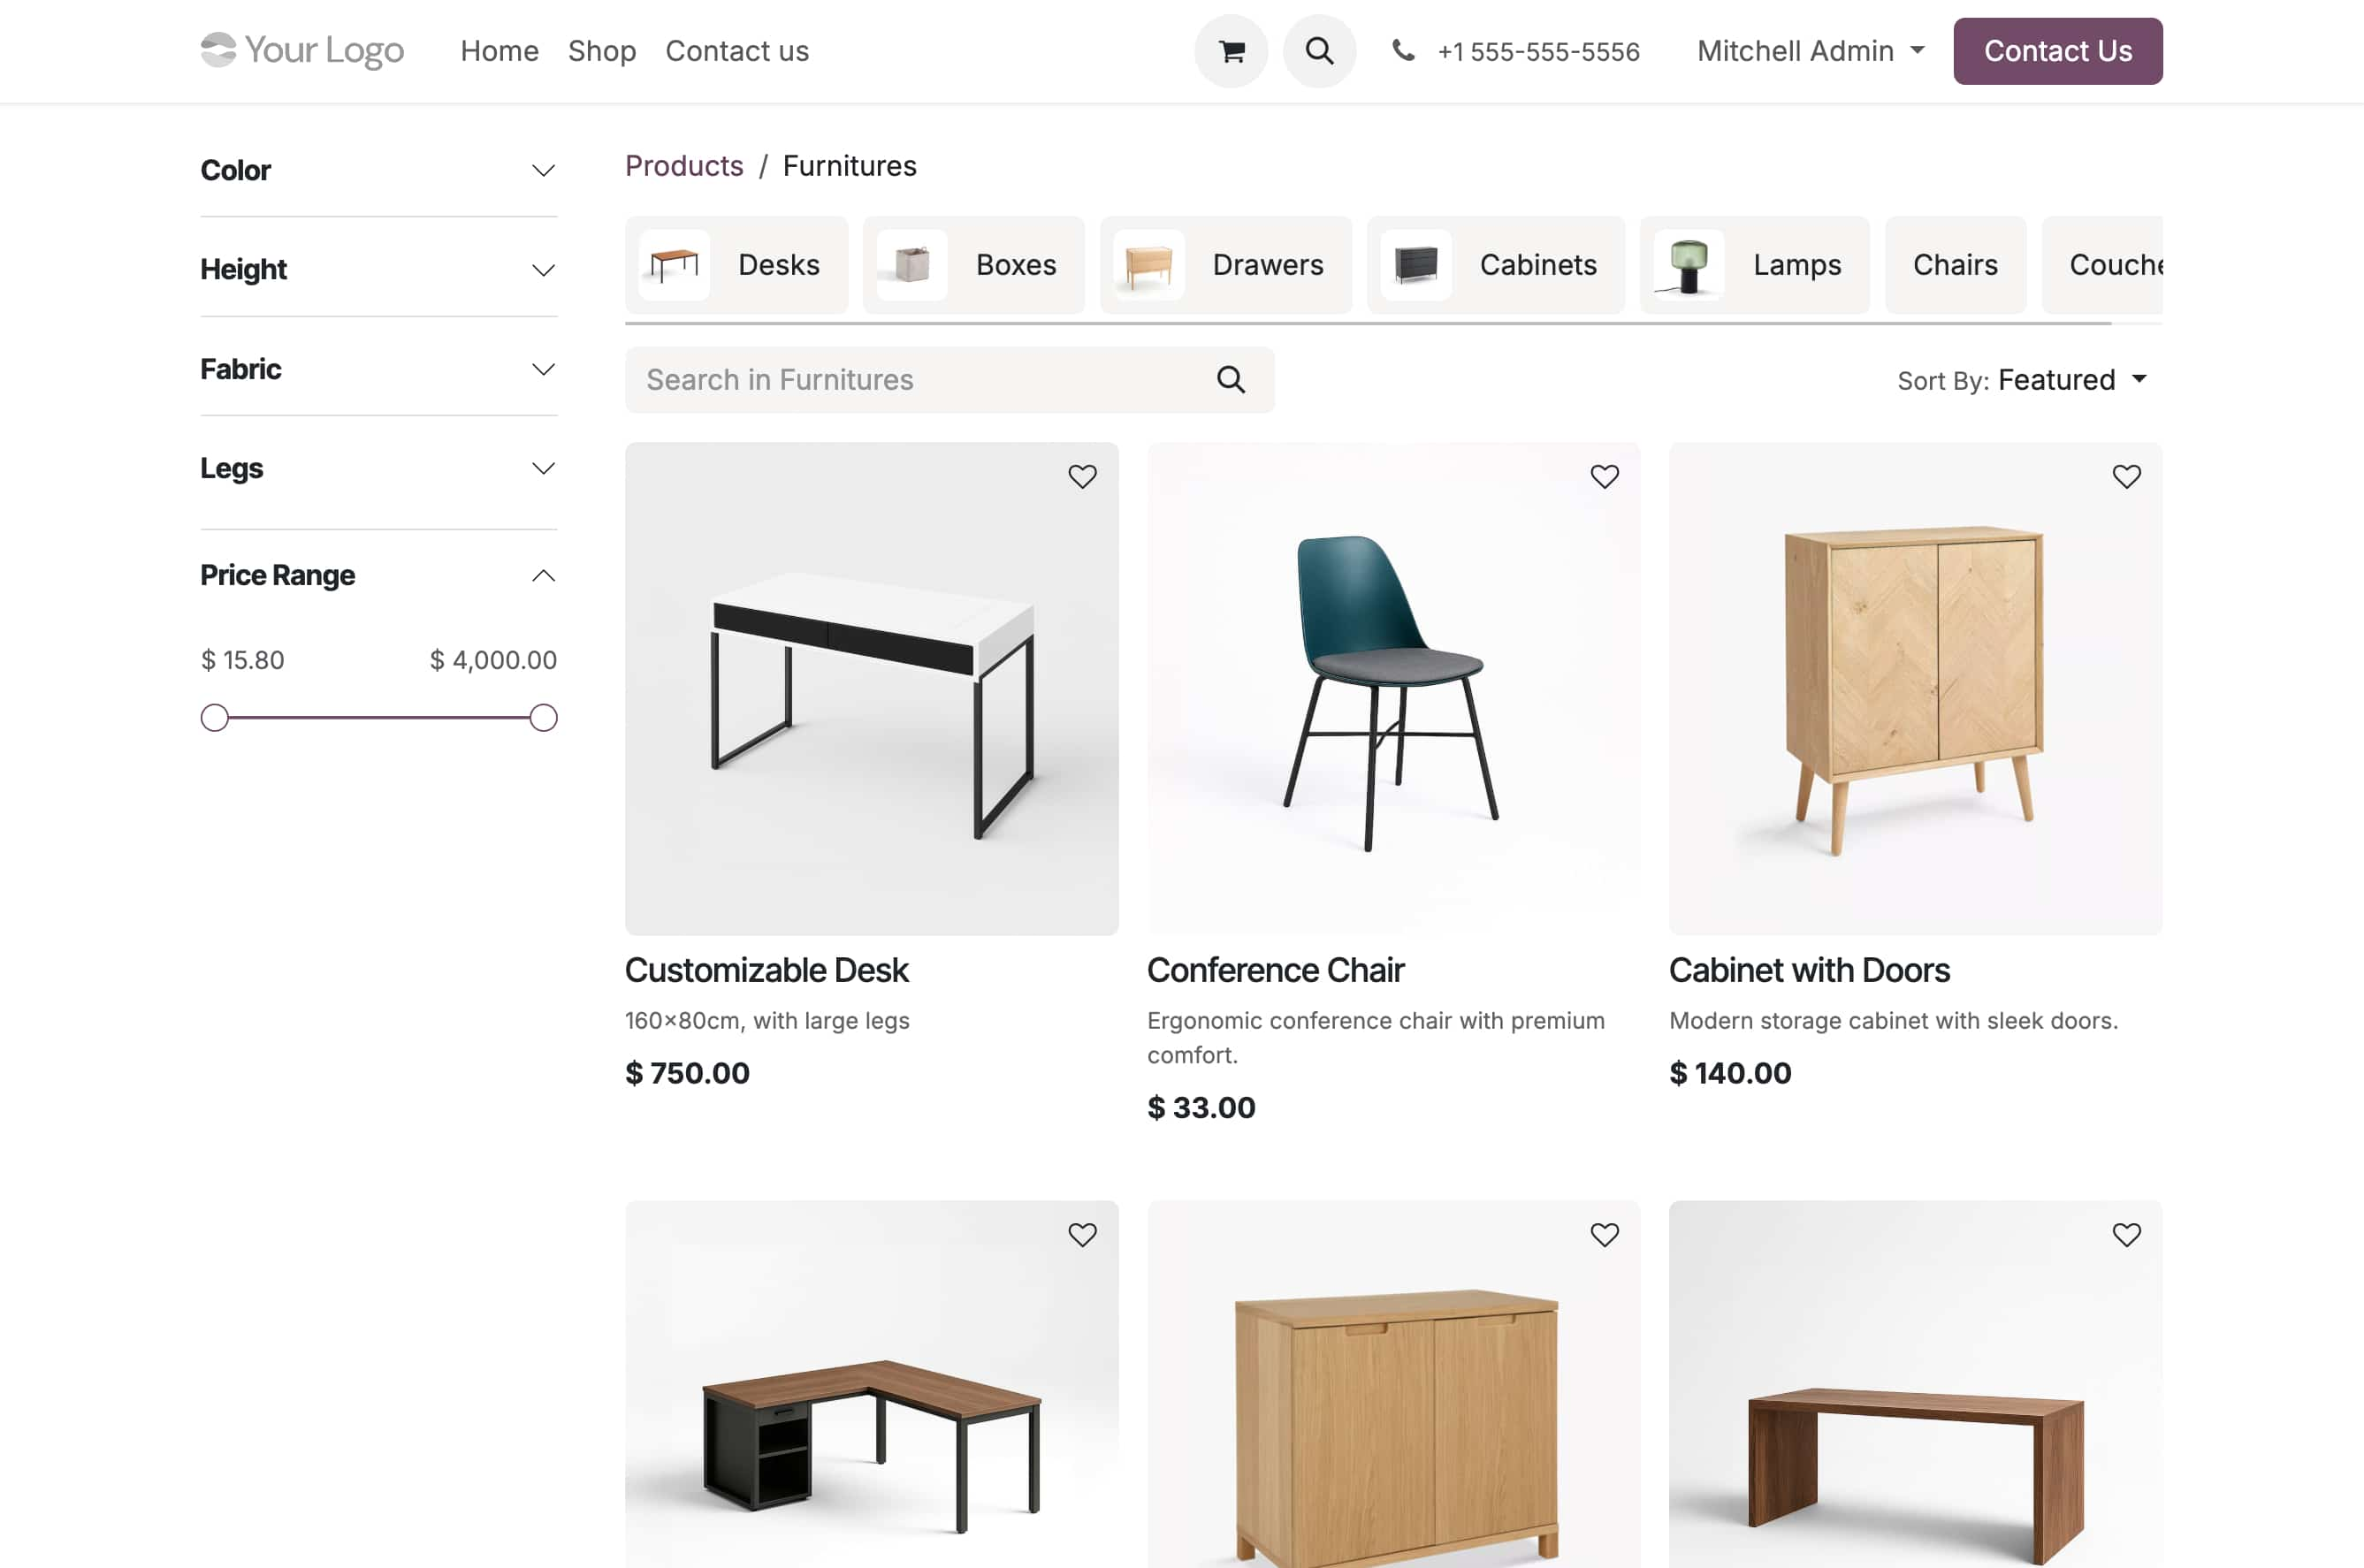 Your Logo
Home
Shop
Contact us
+1 555-555-5556
Mitchell Admin
Contact Us
Color
Height
Fabric
Legs
Price Range
$ 15.80
$ 4,000.00
Products / Furnitures
Desks
Boxes
Drawers
Cabinets
Lamps
Chairs
Search in Furnitures
Sort By: Featured
Customizable Desk
160×80cm, with large legs
$ 750.00
Conference Chair
Ergonomic conference chair with premium
comfort.
$ 33.00
Cabinet with Doors
Modern storage cabinet with sleek doors.
$ 140.00